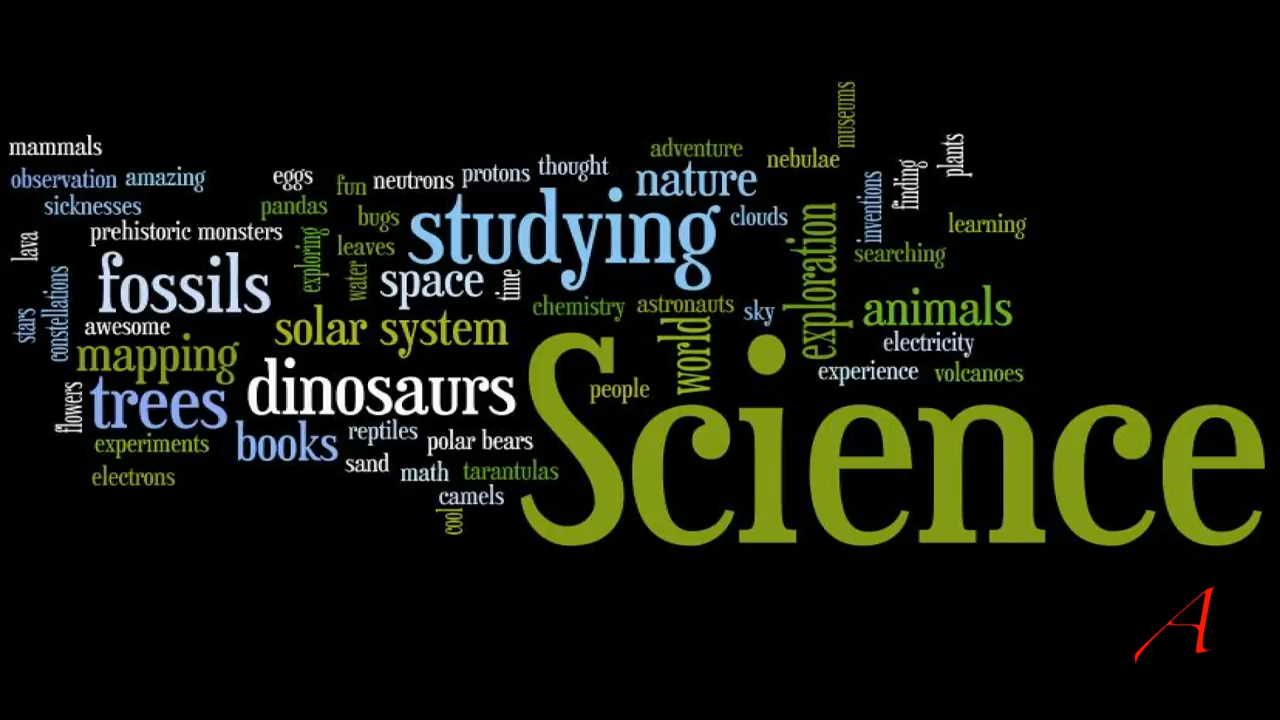 museums
mammals
adventure
plants
observation
amazing
eggs
fun
neutrons
protons
thought
nature
nebulae
inventions
finding
sicknesses
pandas
bugs
studying
clouds
learning
lava
prehistoric monsters
exploring
leaves
exploration
searching
stars
constellations
fossils
water
space
time
chemistry
astronauts
sky
animals
awesome
solar system
world
electricity
mapping
dinosaurs
people
experience
volcanoes
flowers
trees
Science
experiments
books
reptiles
polar bears
electrons
sand
math
tarantulas
camels
cool
A